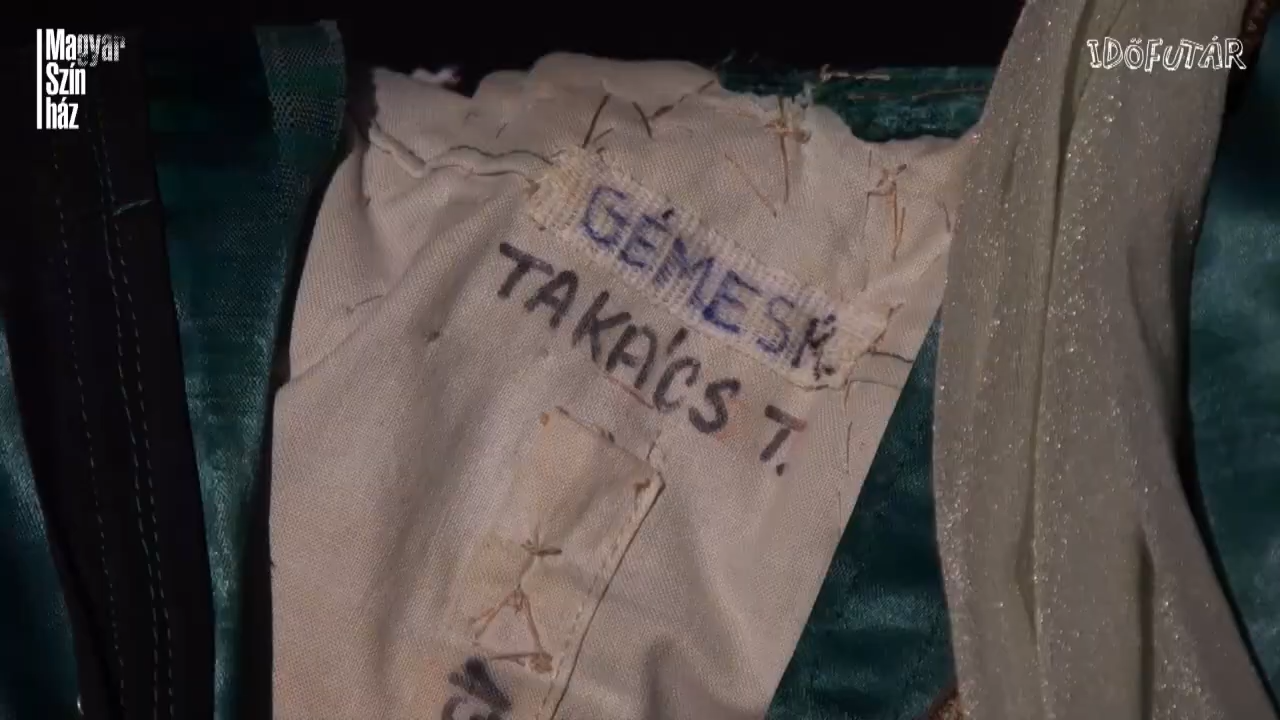 Magyar
Szín
ház
IDŐFUTÁR
GÉMES K.
TAKÁCS T.